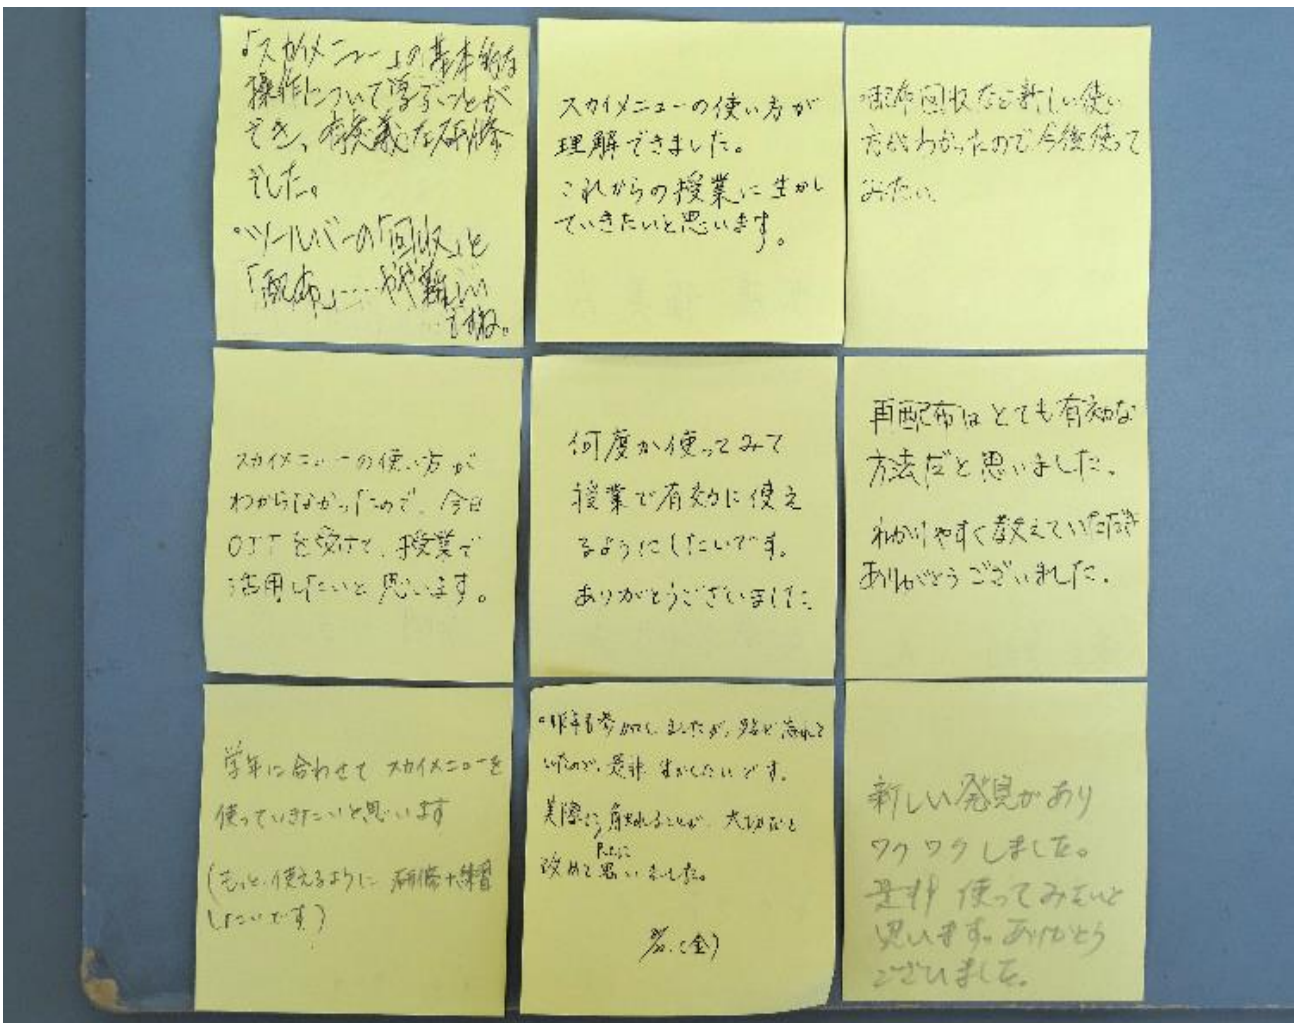 ・「スカイメニュー」の基本的な
操作について学ぶことが
でき、有意義な研修
でした。
・ツールバーの「回収」と
「配布」……やや難しい
ですね。
スカイメニューの使い方が
理解できました。
これからの授業に生かし
ていきたいと思います。
配布回収など新しい使い
方がわかったので今後使って
みたい。
スカイメニューの使い方が
わからなかったので、今日
OJTを受けて、授業で
活用したいと思います。
何度か使ってみて
授業で有効に使え
るようにしたいです。
ありがとうございました
再配布はとても有効な
方法だと思いました。
わかりやすく教えていただき
ありがとうございました。
学年に合わせて スカイメニューを
使っていきたいと思います
(もっと使えるように 研修+練習
したいです)
・昨年も参加しましたが、殆ど忘れて
いたので、是非 生かしたいです。
実際に触れることが、大切だと
PCに
改めて思いました。
(金)
新しい発見があり
ワクワクしました。
是非 使ってみたいと
思います。ありがとう
ございました。